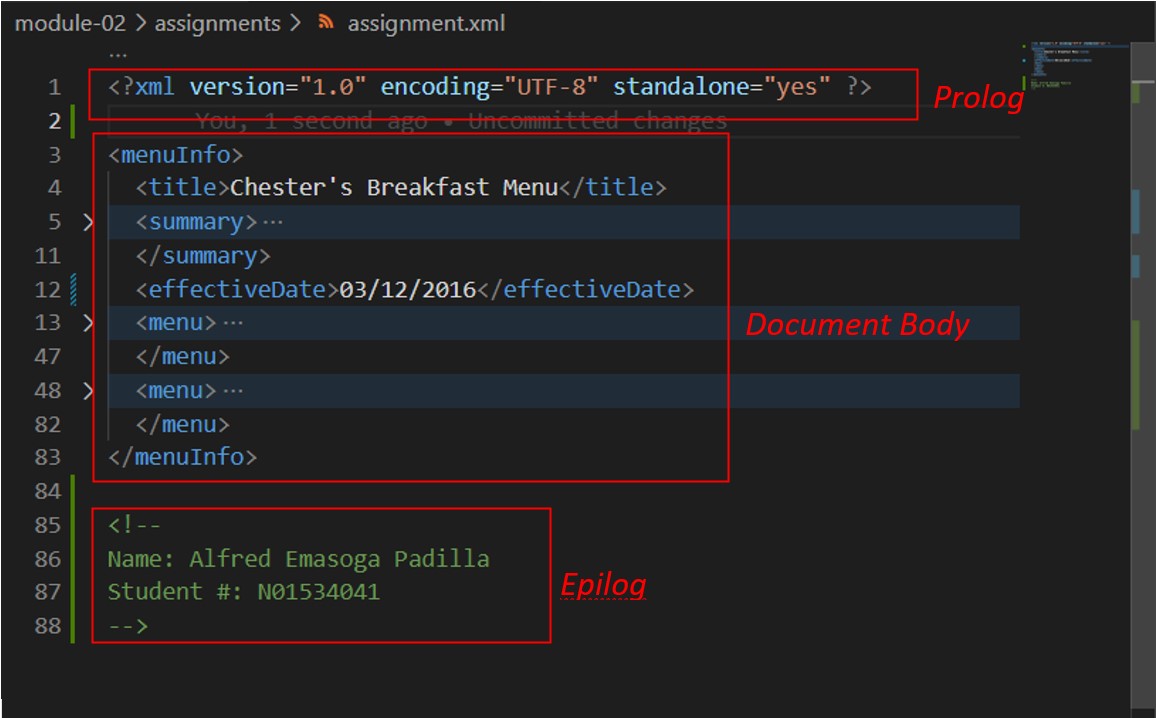 module-02 > assignments > assignment.xml
...
1 <?xml version="1.0" encoding="UTF-8" standalone="yes" ?>
Prolog
2 You, 1 second ago • Uncommitted changes
3 <menuInfo>
4 <title>Chester's Breakfast Menu</title>
5 <summary>...
11 </summary>
12 <effectiveDate>03/12/2016</effectiveDate>
13 <menu>...
Document Body
47 </menu>
48 <menu>...
82 </menu>
83 </menuInfo>
84
85 <!--
86 Name: Alfred Emasoga Padilla
87 Student #: N01534041
Epilog
88 -->